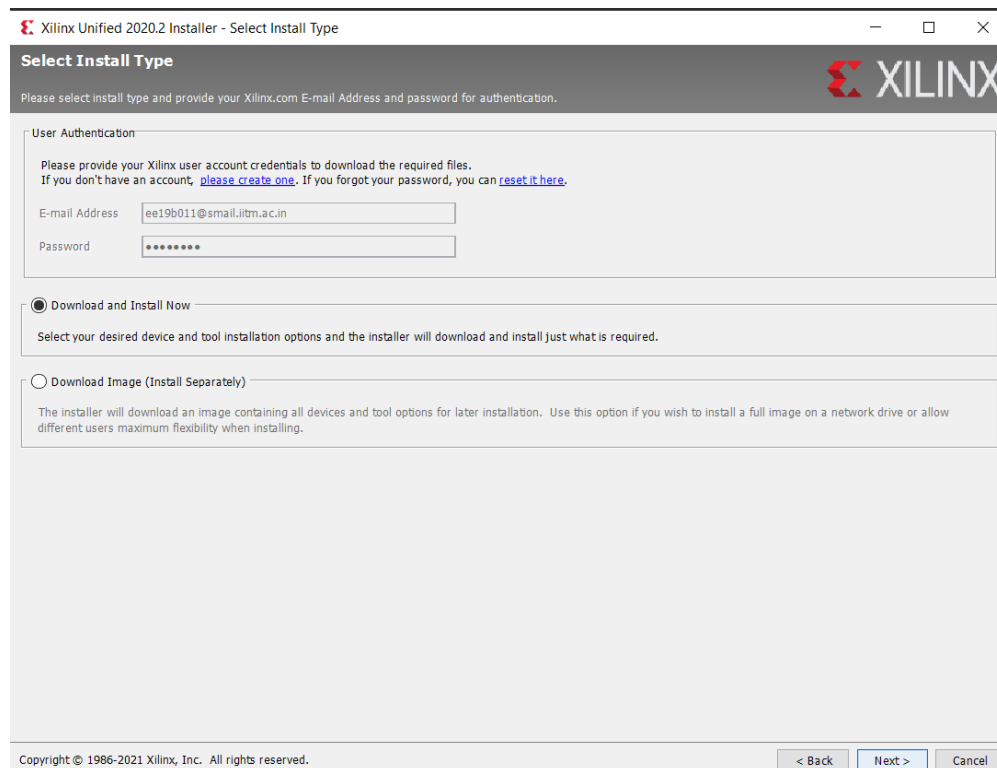 Xilinx Unified 2020.2 Installer - Select Install Type
Select Install Type
Please select install type and provide your Xilinx.com E-mail Address and password for authentication.
XILINX
User Authentication
Please provide your Xilinx user account credentials to download the required files.
If you don't have an account, please create one. If you forgot your password, you can reset it here.
E-mail Address ee19b011@smail.iitm.ac.in
Password ••••••••
Download and Install Now
Select your desired device and tool installation options and the installer will download and install just what is required.
Download Image (Install Separately)
The installer will download an image containing all devices and tool options for later installation. Use this option if you wish to install a full image on a network drive or allow
different users maximum flexibility when installing.
Copyright © 1986-2021 Xilinx, Inc. All rights reserved.
< Back Next > Cancel